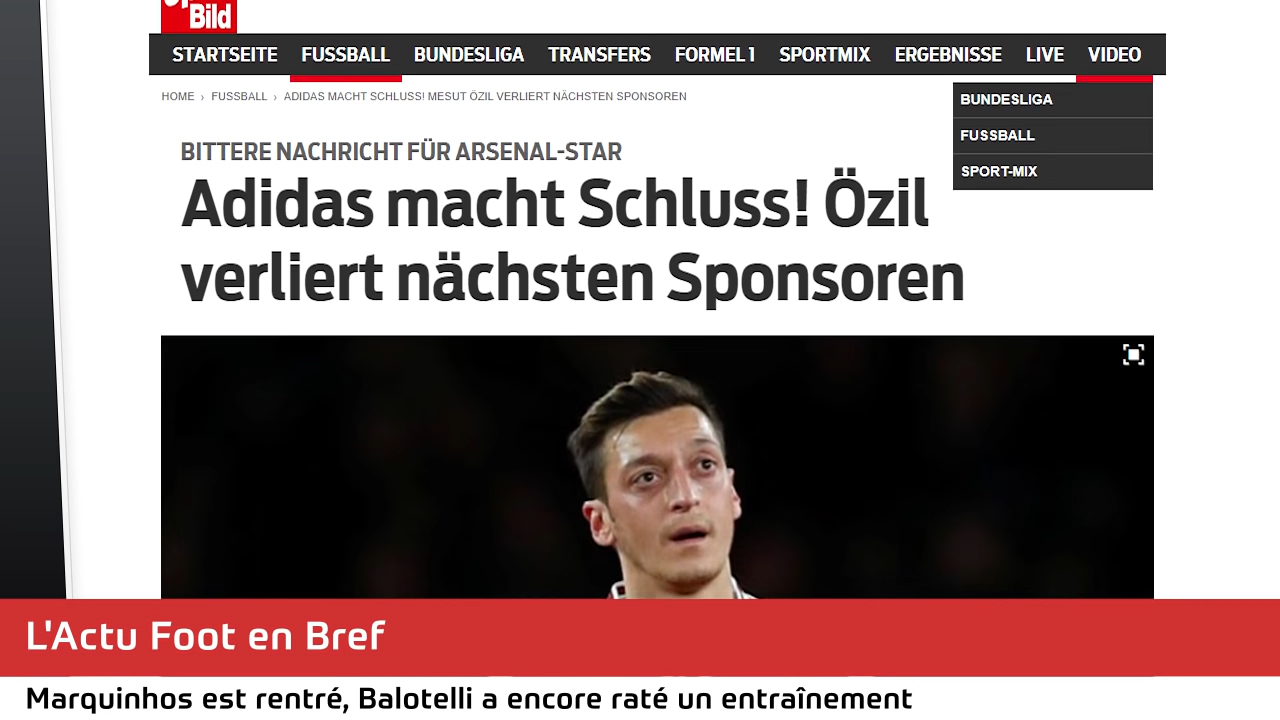 Bild
STARTSEITE FUSSBALL BUNDESLIGA TRANSFERS FORMEL 1 SPORTMIX ERGEBNISSE LIVE VIDEO
HOME › FUSSBALL › ADIDAS MACHT SCHLUSS! MESUT ÖZIL VERLIERT NÄCHSTEN SPONSOREN
BUNDESLIGA
FUSSBALL
SPORT-MIX
BITTERE NACHRICHT FÜR ARSENAL-STAR
Adidas macht Schluss! Özil
verliert nächsten Sponsoren
L'Actu Foot en Bref
Marquinhos est rentré, Balotelli a encore raté un entraînement